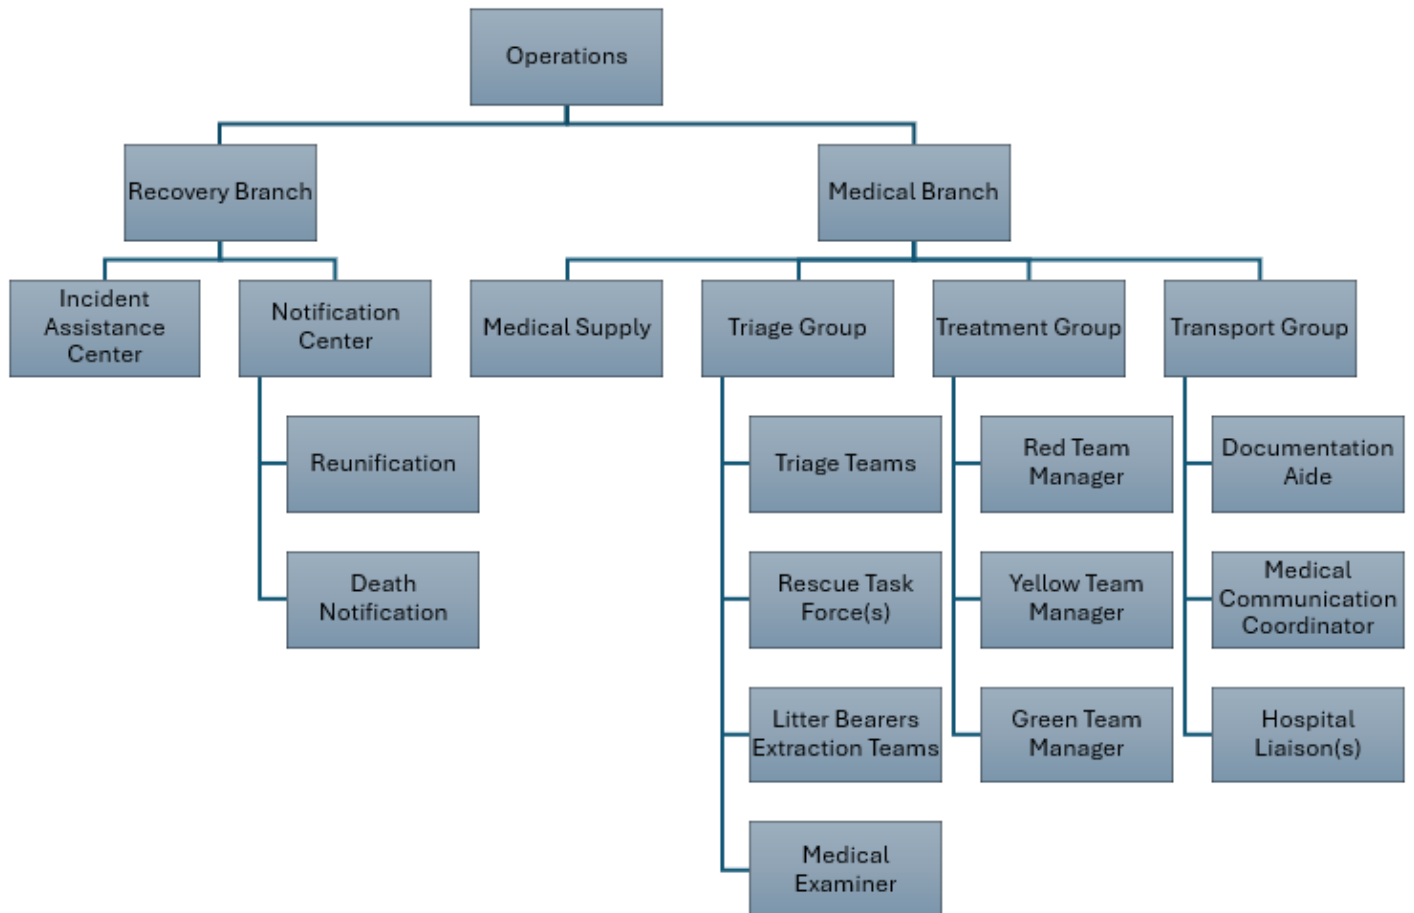 Operations
Recovery Branch
Medical Branch
Incident
Assistance
Center
Notification
Center
Medical Supply
Triage Group
Treatment Group
Transport Group
Reunification
Death
Notification
Triage Teams
Rescue Task
Force(s)
Litter Bearers
Extraction Teams
Medical
Examiner
Red Team
Manager
Yellow Team
Manager
Green Team
Manager
Documentation
Aide
Medical
Communication
Coordinator
Hospital
Liaison(s)